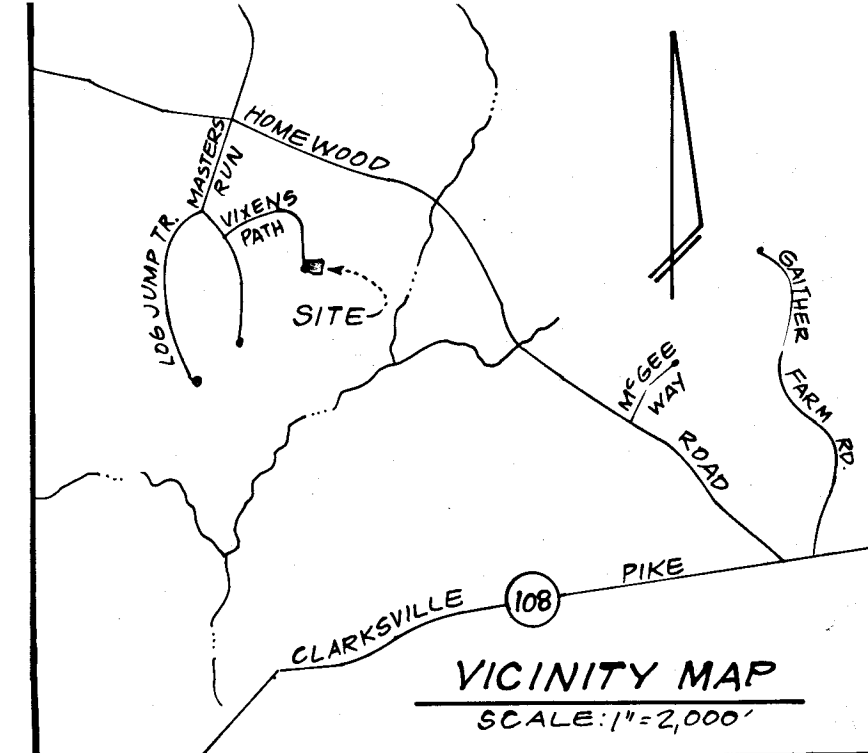 HOMEWOOD
MASTERS
RUN
VIXENS
PATH
LOG JUMP TR.
SITE
GAITHER
FARM RD.
McGEE
WAY
ROAD
CLARKSVILLE
108
PIKE
VICINITY MAP
SCALE: 1" = 2,000'